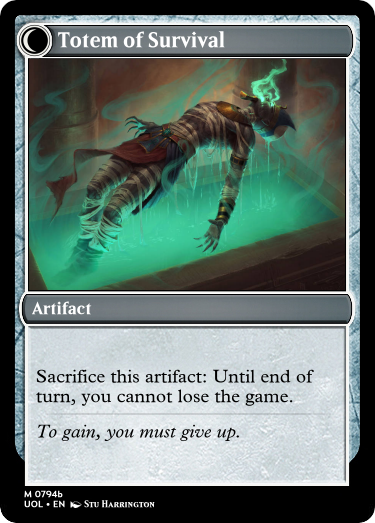 Totem of Survival
Artifact
Sacrifice this artifact: Until end of
turn, you cannot lose the game.
To gain, you must give up.
M 0794b
UOL • EN Stu Harrington